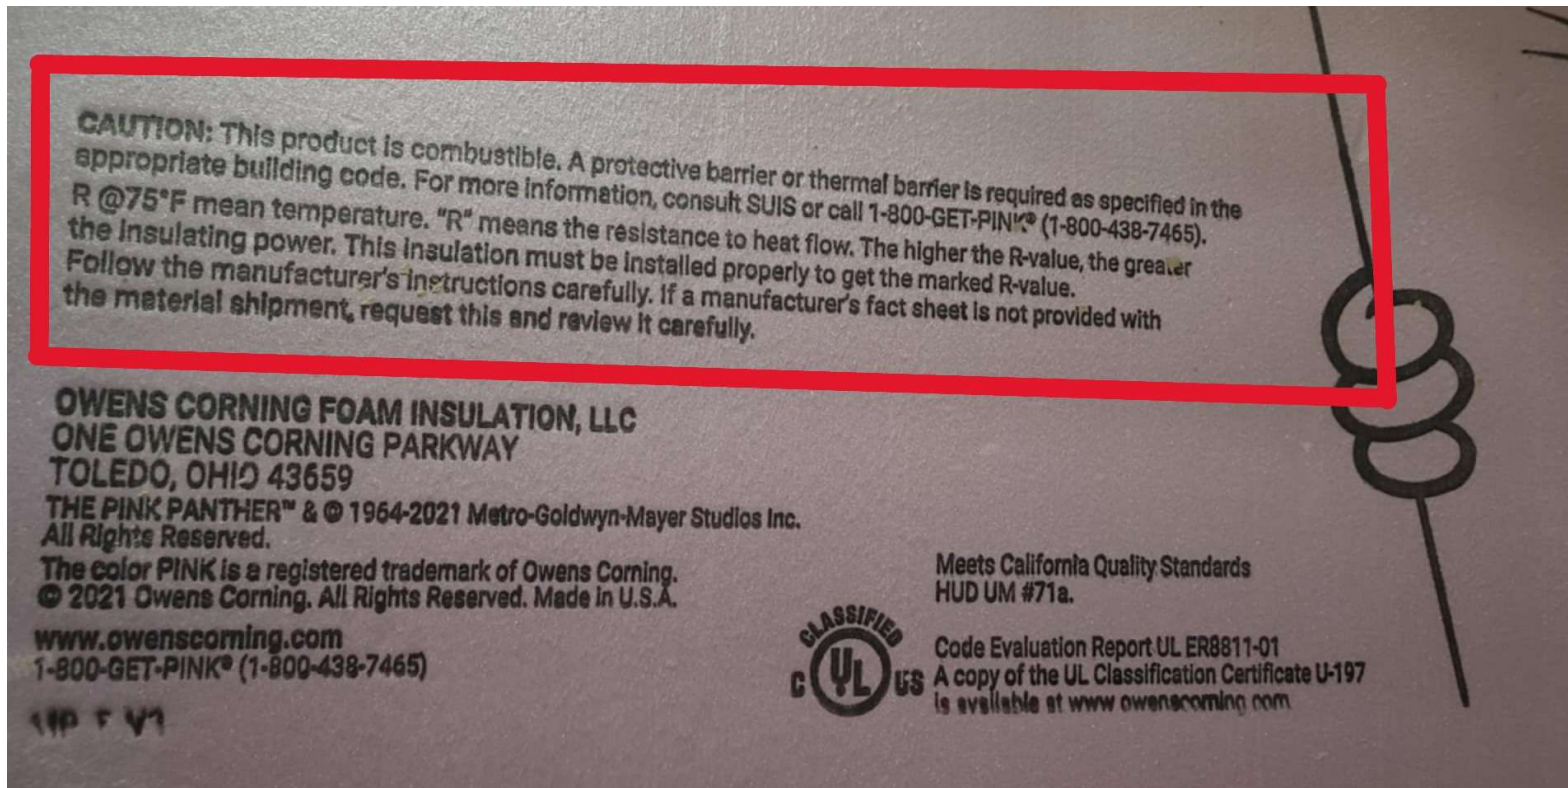 CAUTION: This product is combustible. A protective barrier or thermal barrier is required as specified in the
appropriate building code. For more information, consult SUIS or call 1-800-GET-PINK® (1-800-438-7465).
R @75°F mean temperature. "R" means the resistance to heat flow. The higher the R-value, the greater
the insulating power. This insulation must be installed properly to get the marked R-value.
Follow the manufacturer's instructions carefully. If a manufacturer's fact sheet is not provided with
the material shipment, request this and review it carefully.
OWENS CORNING FOAM INSULATION, LLC
ONE OWENS CORNING PARKWAY
TOLEDO, OHIO 43659
THE PINK PANTHER™ & © 1964-2021 Metro-Goldwyn-Mayer Studios Inc.
All Rights Reserved.
The color PINK is a registered trademark of Owens Corning.
© 2021 Owens Corning. All Rights Reserved. Made in U.S.A.
www.owenscorning.com
1-800-GET-PINK® (1-800-438-7465)
CLASSIFIED
C UL US
Meets California Quality Standards
HUD UM #71a.
Code Evaluation Report UL ER8811-01
A copy of the UL Classification Certificate U-197
is available at www owenscorning com